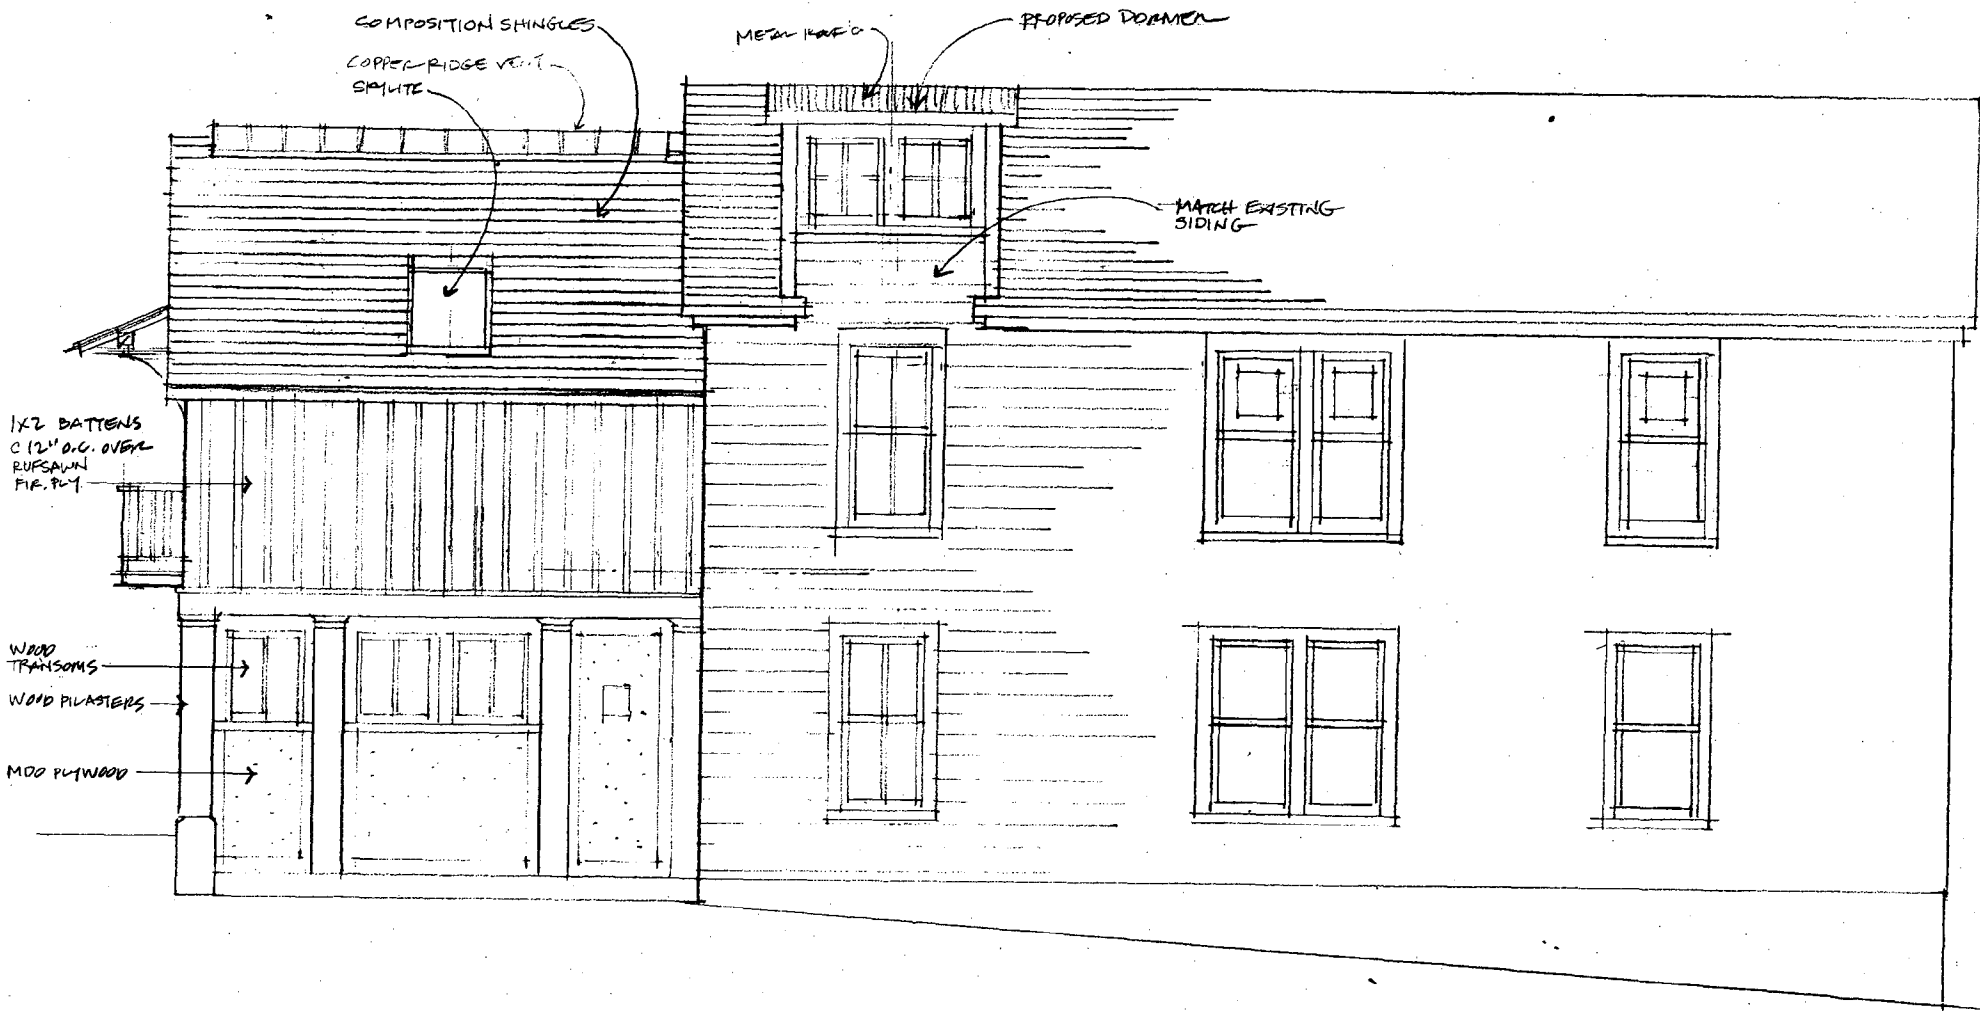 COMPOSITION SHINGLES
COPPER RIDGE VENT
SKYLITE
METAL ROOF'G
PROPOSED DORMER
MATCH EXISTING
SIDING
1X2 BATTENS
@ 12" O.C. OVER
RUFSAWN
FIR. PLY
WOOD
TRANSOMS
WOOD PILASTERS
MDO PLYWOOD